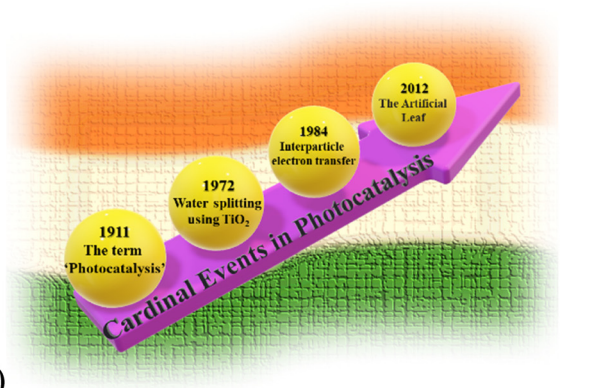 1911
The term
‘Photocatalysis’
1972
Water splitting
using TiO₂
1984
Interparticle
electron transfer
2012
The Artificial
Leaf
Cardinal Events in Photocatalysis
)